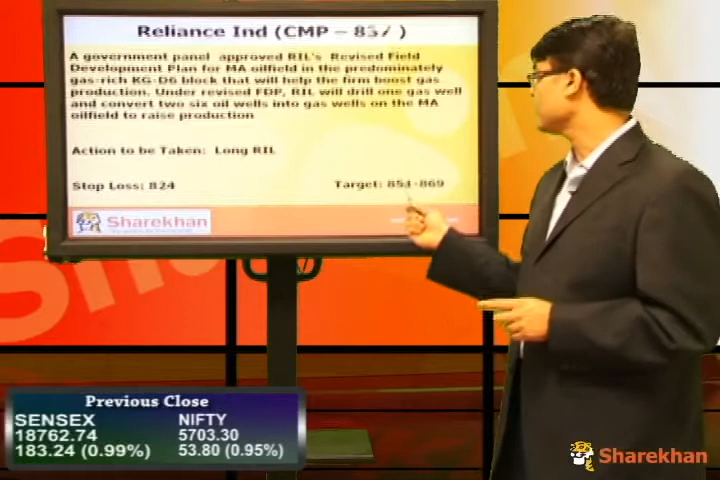 Reliance Ind (CMP – 837 )
A government panel approved RIL's Revised Field
Development Plan for MA oilfield in the predominately
gas-rich KG-D6 block that will help the firm boost gas
production. Under revised FDP, RIL will drill one gas well
and convert two six oil wells into gas wells on the MA
oilfield to raise production
Action to be Taken: Long RIL
Stop Loss: 824
Target: 853-869
Sharekhan
Sh
Previous Close
SENSEX NIFTY
18762.74 5703.30
183.24 (0.99%) 53.80 (0.95%)
Sharekhan